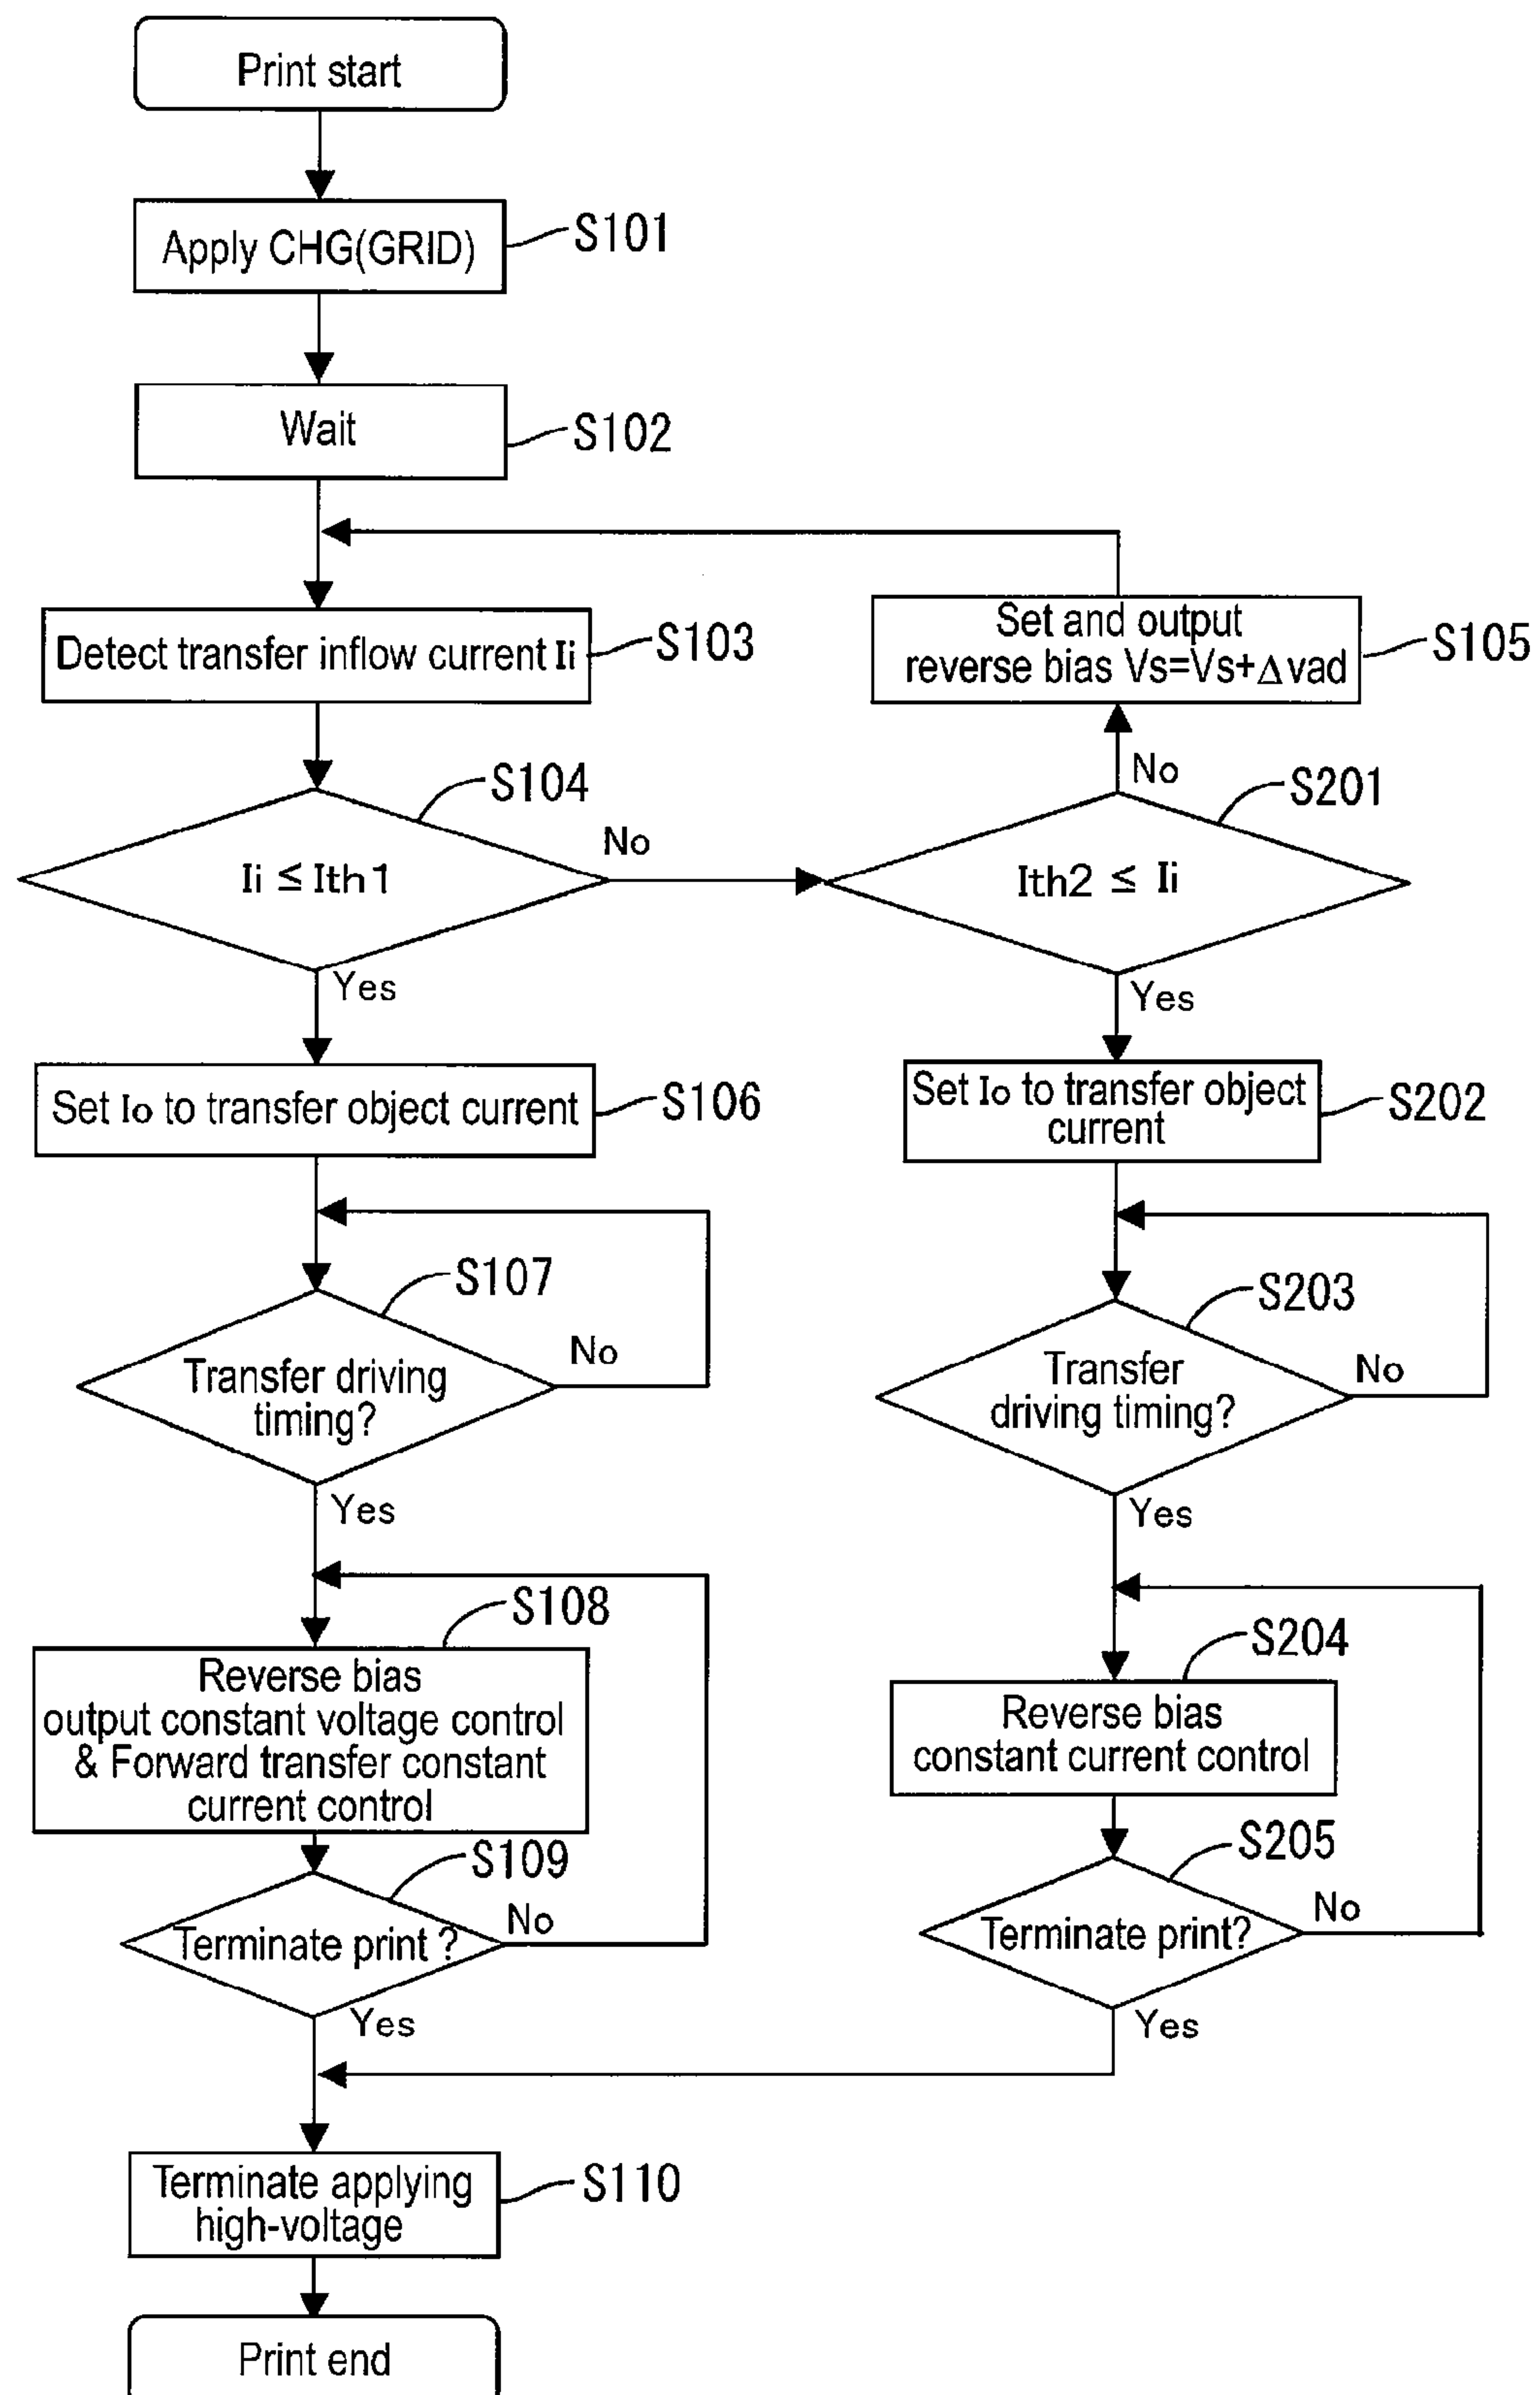 Print start
Apply CHG(GRID)
S101
Wait
S102
Detect transfer inflow current Ii
S103
Set and output
reverse bias Vs=Vs+Δvad
S105
No
S104
Ii ≤ Ith1
No
S201
Ith2 ≤ Ii
Yes
Yes
Set Io to transfer object current
S106
Set Io to transfer object
current
S202
S107
Transfer driving
timing?
No
Yes
S203
Transfer
driving timing?
No
Yes
S108
Reverse bias
output constant voltage control
& Forward transfer constant
current control
S204
Reverse bias
constant current control
S109
Terminate print ?
No
Yes
S205
Terminate print?
No
Yes
Terminate applying
high-voltage
S110
Print end